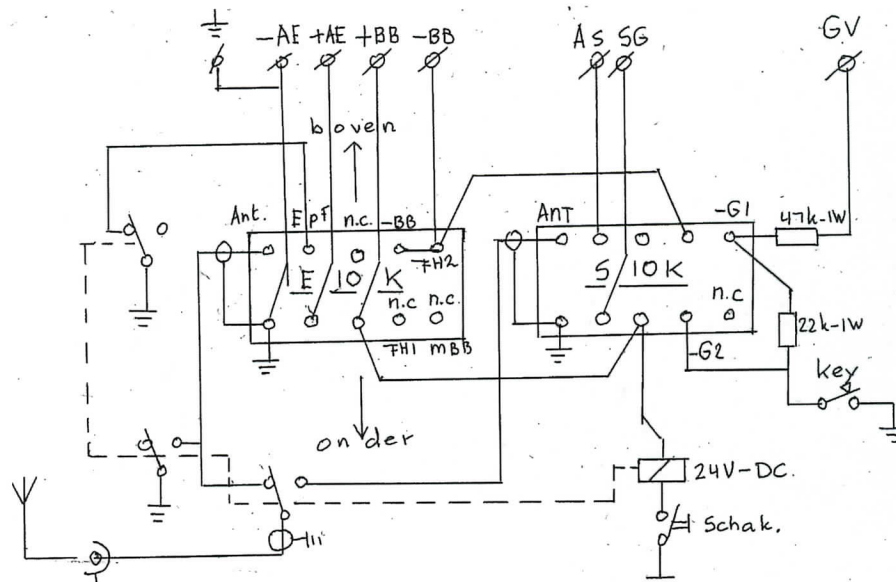 -AE +AE +BB -BB
As SG
GV
boven
Ant.
E pf
n.c.
-BB
FH2
E 10 K
n.c n.c.
FH1 mBB
onder
ANT
-G1
47k-1W
S 10K
n.c
-G2
22k-1W
key
24V-DC.
Schak.